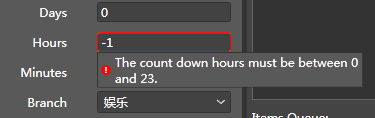 Days 0
Hours -1
The count down hours must be between 0
Minutes and 23.
Branch 娱乐
Items Queue: